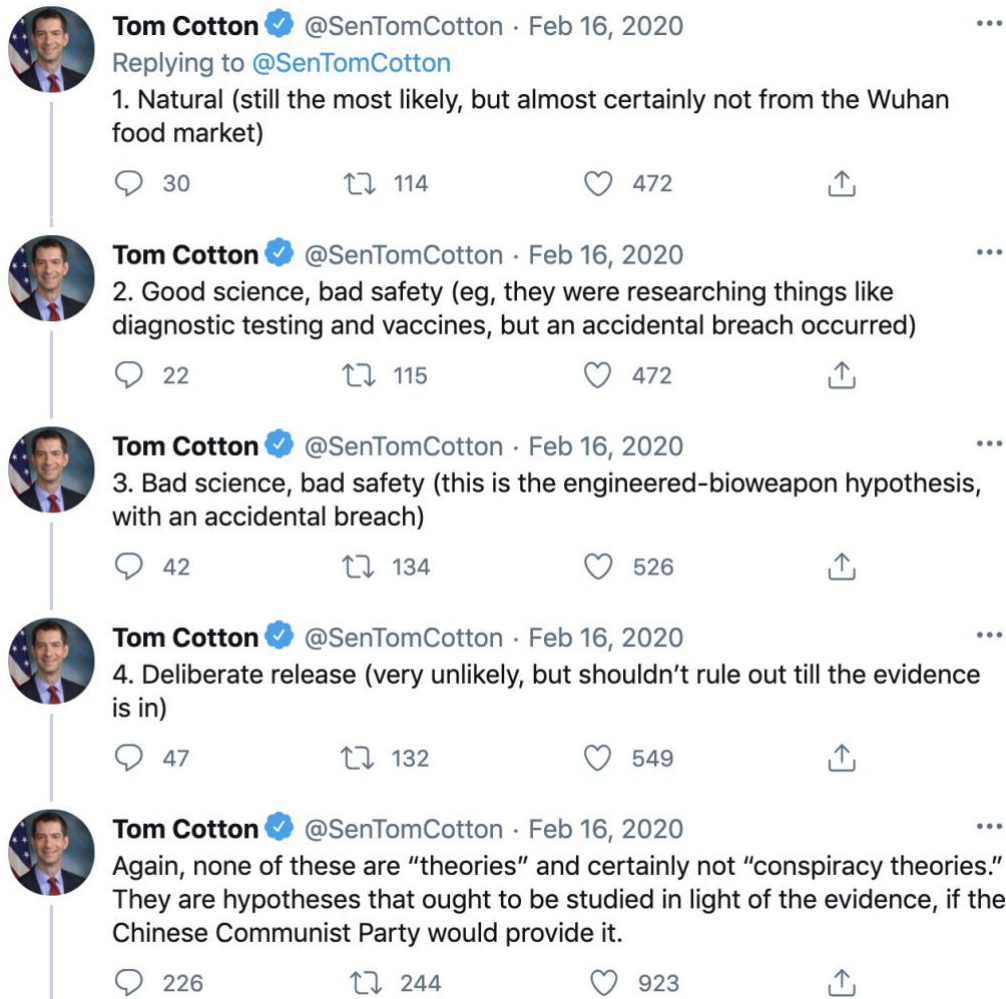 Tom Cotton @SenTomCotton · Feb 16, 2020
Replying to @SenTomCotton
1. Natural (still the most likely, but almost certainly not from the Wuhan
food market)
30 114 472
Tom Cotton @SenTomCotton · Feb 16, 2020
2. Good science, bad safety (eg, they were researching things like
diagnostic testing and vaccines, but an accidental breach occurred)
22 115 472
Tom Cotton @SenTomCotton · Feb 16, 2020
3. Bad science, bad safety (this is the engineered-bioweapon hypothesis,
with an accidental breach)
42 134 526
Tom Cotton @SenTomCotton · Feb 16, 2020
4. Deliberate release (very unlikely, but shouldn’t rule out till the evidence
is in)
47 132 549
Tom Cotton @SenTomCotton · Feb 16, 2020
Again, none of these are “theories” and certainly not “conspiracy theories.”
They are hypotheses that ought to be studied in light of the evidence, if the
Chinese Communist Party would provide it.
226 244 923